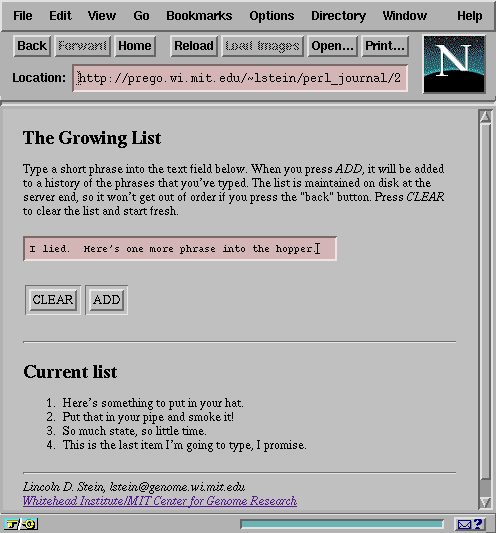 File Edit View Go Bookmarks Options Directory Window Help
Back Forward Home Reload Load Images Open... Print...
Location: http://prego.wi.mit.edu/~lstein/perl_journal/2
N
The Growing List
Type a short phrase into the text field below. When you press ADD, it will be added
to a history of the phrases that you've typed. The list is maintained on disk at the
server end, so it won't get out of order if you press the "back" button. Press CLEAR
to clear the list and start fresh.
I lied.  Here's one more phrase into the hopper.
CLEAR ADD
Current list
1. Here's something to put in your hat.
2. Put that in your pipe and smoke it!
3. So much state, so little time.
4. This is the last item I'm going to type, I promise.
Lincoln D. Stein, lstein@genome.wi.mit.edu
Whitehead Institute/MIT Center for Genome Research
?